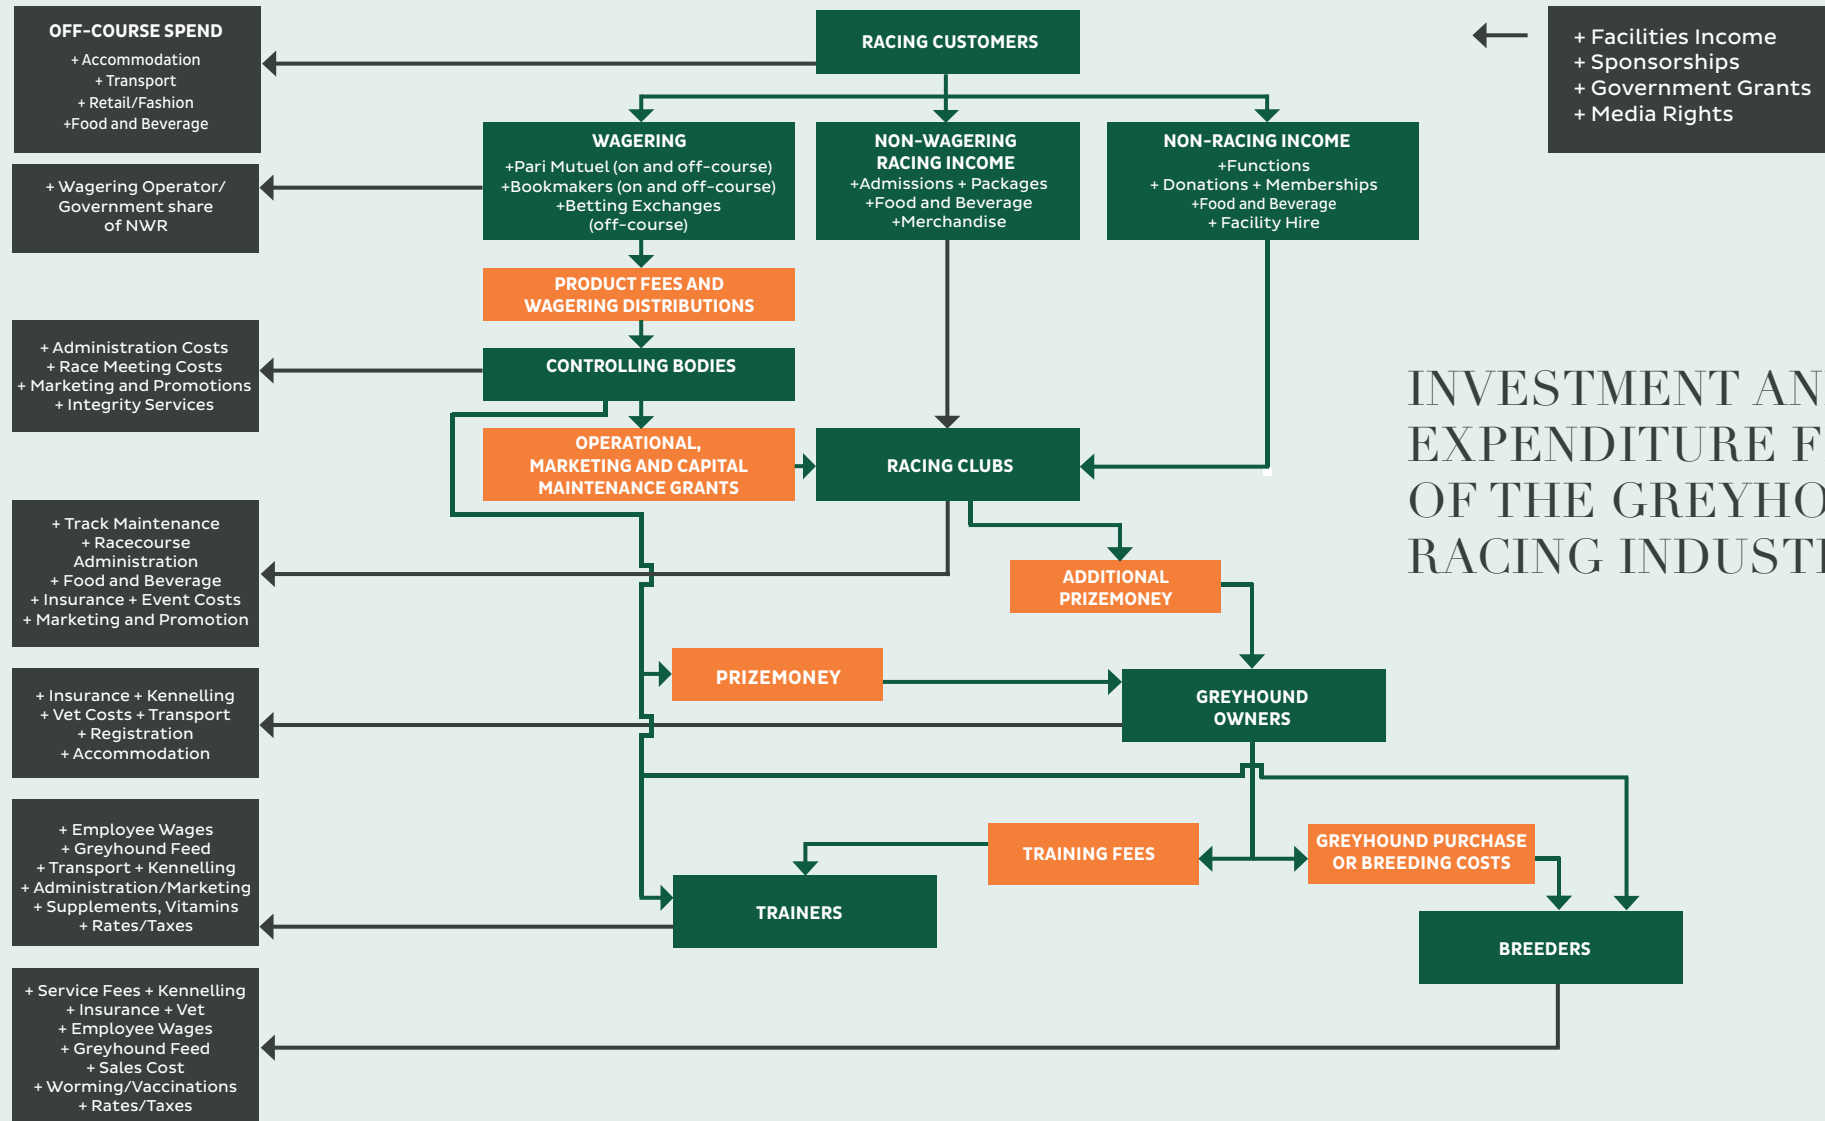 OFF-COURSE SPEND
+ Accommodation
+ Transport
+ Retail/Fashion
+Food and Beverage
RACING CUSTOMERS
+ Facilities Income
+ Sponsorships
+ Government Grants
+ Media Rights
+ Wagering Operator/
Government share
of NWR
WAGERING
+Pari Mutuel (on and off-course)
+Bookmakers (on and off-course)
+Betting Exchanges
(off-course)
NON-WAGERING
RACING INCOME
+Admissions + Packages
+Food and Beverage
+Merchandise
NON-RACING INCOME
+Functions
+ Donations + Memberships
+Food and Beverage
+ Facility Hire
PRODUCT FEES AND
WAGERING DISTRIBUTIONS
+ Administration Costs
+ Race Meeting Costs
+ Marketing and Promotions
+ Integrity Services
CONTROLLING BODIES
INVESTMENT AN
EXPENDITURE F
OF THE GREYHO
RACING INDUST
OPERATIONAL,
MARKETING AND CAPITAL
MAINTENANCE GRANTS
RACING CLUBS
+ Track Maintenance
+ Racecourse
Administration
+ Food and Beverage
+ Insurance + Event Costs
+ Marketing and Promotion
ADDITIONAL
PRIZEMONEY
PRIZEMONEY
+ Insurance + Kennelling
+ Vet Costs + Transport
+ Registration
+ Accommodation
GREYHOUND
OWNERS
+ Employee Wages
+ Greyhound Feed
+ Transport + Kennelling
+ Administration/Marketing
+ Supplements, Vitamins
+ Rates/Taxes
TRAINING FEES
GREYHOUND PURCHASE
OR BREEDING COSTS
TRAINERS
BREEDERS
+ Service Fees + Kennelling
+ Insurance + Vet
+ Employee Wages
+ Greyhound Feed
+ Sales Cost
+ Worming/Vaccinations
+ Rates/Taxes